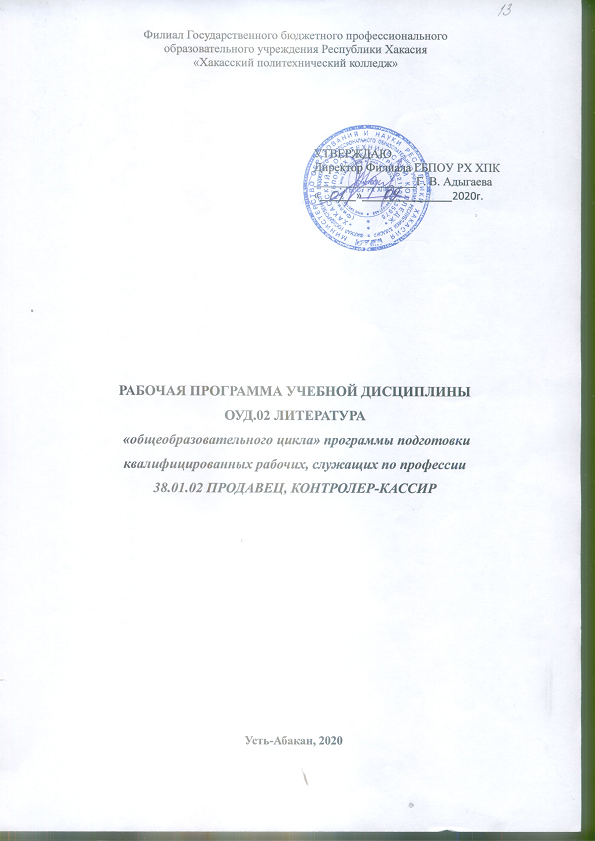 13
Филиал Государственного бюджетного профессионального
образовательного учреждения Республики Хакасия
«Хакасский политехнический колледж»
УТВЕРЖДАЮ
Директор Филиала ГБПОУ РХ ХПК
Г. В. Адыгаева
« 01 » 2020г.
РАБОЧАЯ ПРОГРАММА УЧЕБНОЙ ДИСЦИПЛИНЫ
ОУД.02 ЛИТЕРАТУРА
«общеобразовательного цикла» программы подготовки
квалифицированных рабочих, служащих по профессии
38.01.02 ПРОДАВЕЦ, КОНТРОЛЕР-КАССИР
Усть-Абакан, 2020